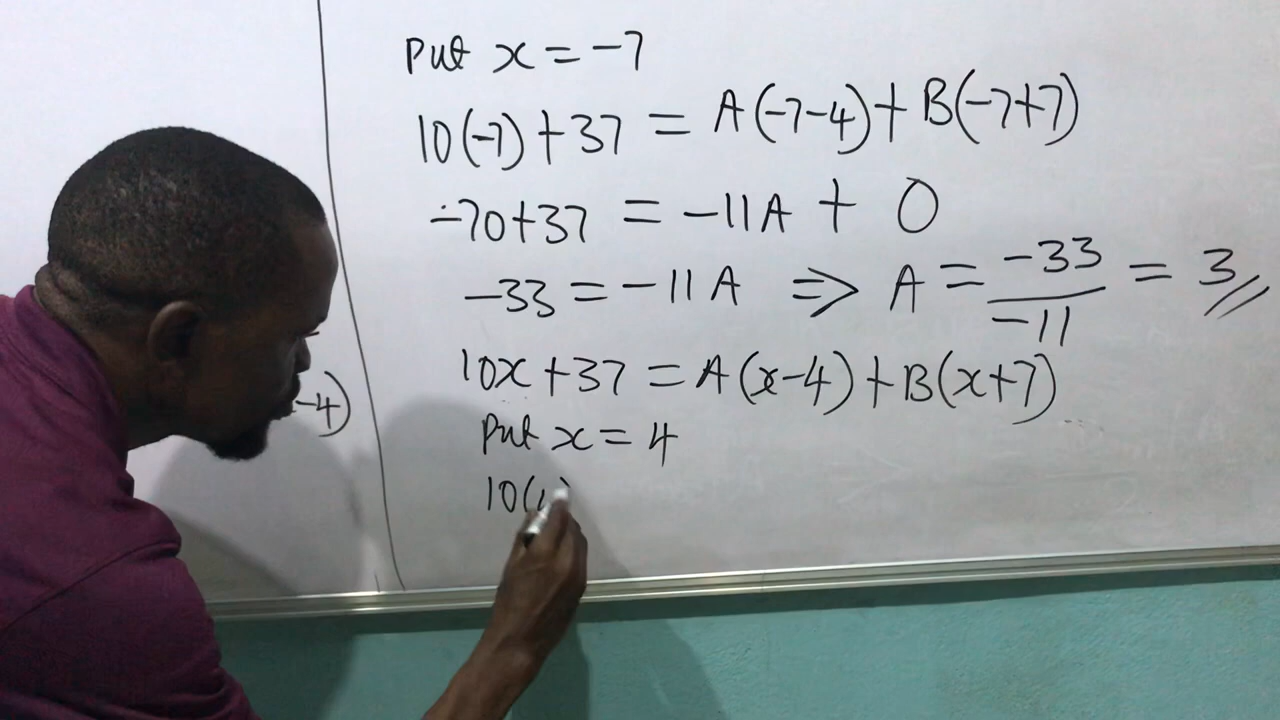 Put x = -7
10(-7) + 37 = A(-7-4) + B(-7+7)
-70+37 = -11A + 0
-33 = -11A ⇒ A = -33/-11 = 3//
10x + 37 = A(x-4) + B(x+7)
-4)
Put x = 4
10(